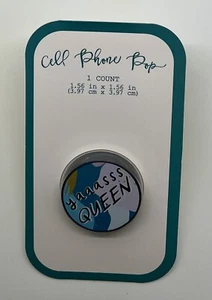 Cell Phone Pop
1 COUNT
1.56 in x 1.56 in
(3.97 cm x 3.97 cm)
yaaasss
QUEEN